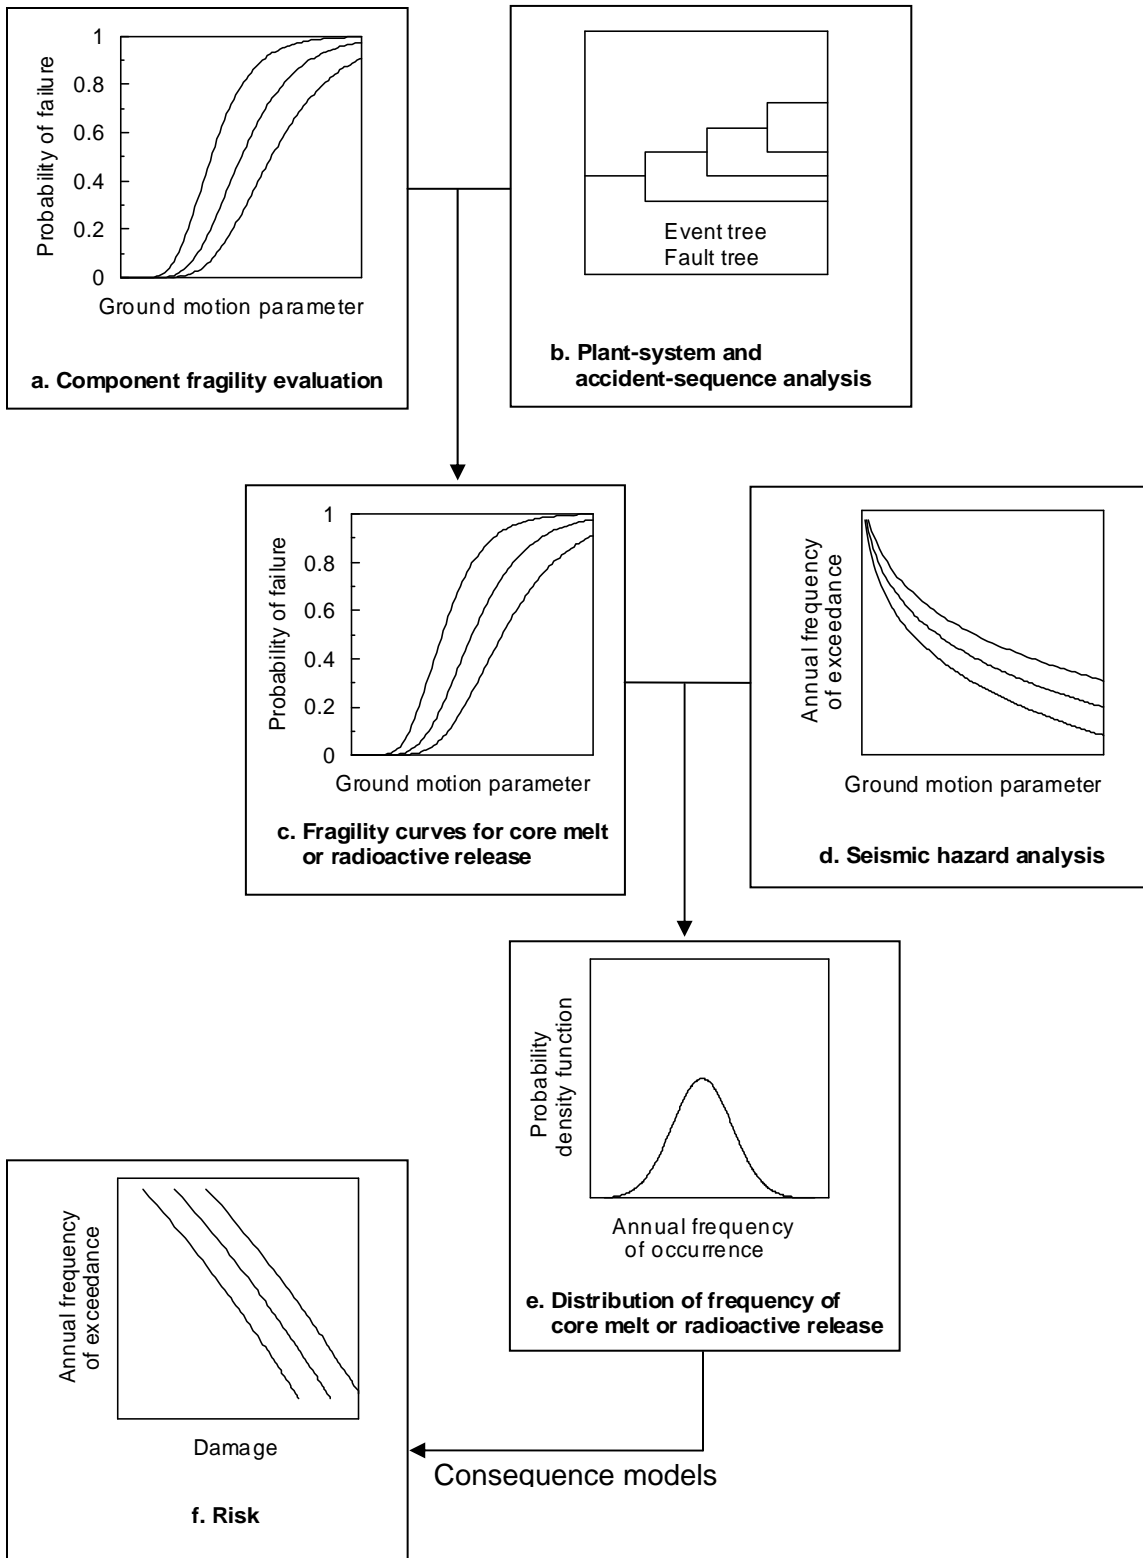 1
0.8
0.6
0.4
0.2
0
Probability of failure
Ground motion parameter
a. Component fragility evaluation
Event tree
Fault tree
b. Plant-system and
accident-sequence analysis
1
0.8
0.6
0.4
0.2
0
Probability of failure
Ground motion parameter
c. Fragility curves for core melt
or radioactive release
Annual frequency
of exceedance
Ground motion parameter
d. Seismic hazard analysis
Probability
density function
Annual frequency
of occurrence
e. Distribution of frequency of
core melt or radioactive release
Annual frequency
of exceedance
Damage
f. Risk
Consequence models